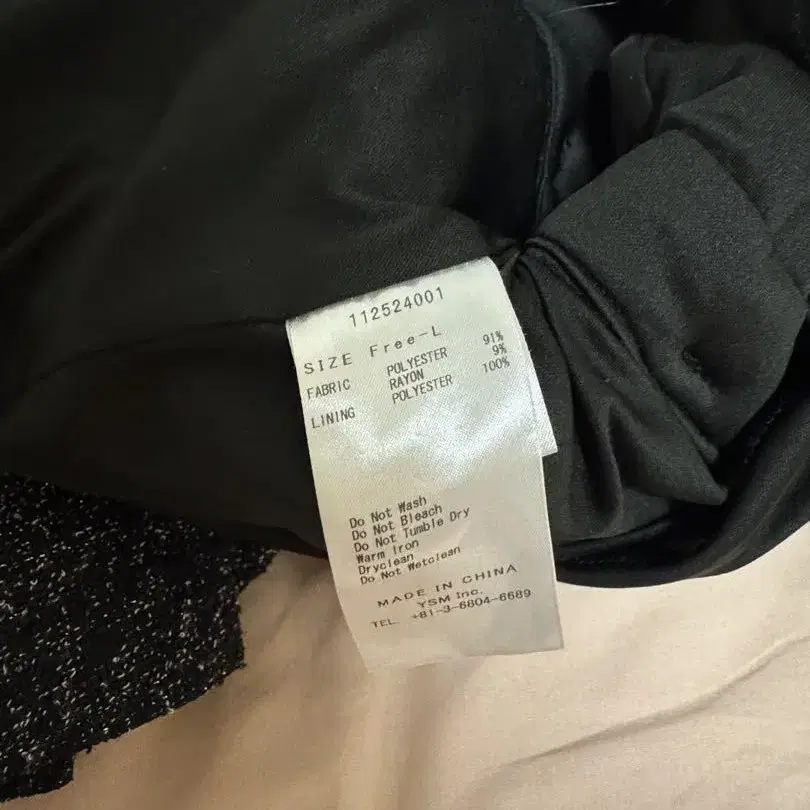 112524001
SIZE Free-L
FABRIC POLYESTER 91%
RAYON 9%
LINING POLYESTER 100%
Do Not Wash
Do Not Bleach
Do Not Tumble Dry
Warm Iron
Dryclean
Do Not Wetclean
MADE IN CHINA
YSM Inc.
TEL. +81-3-6804-6689